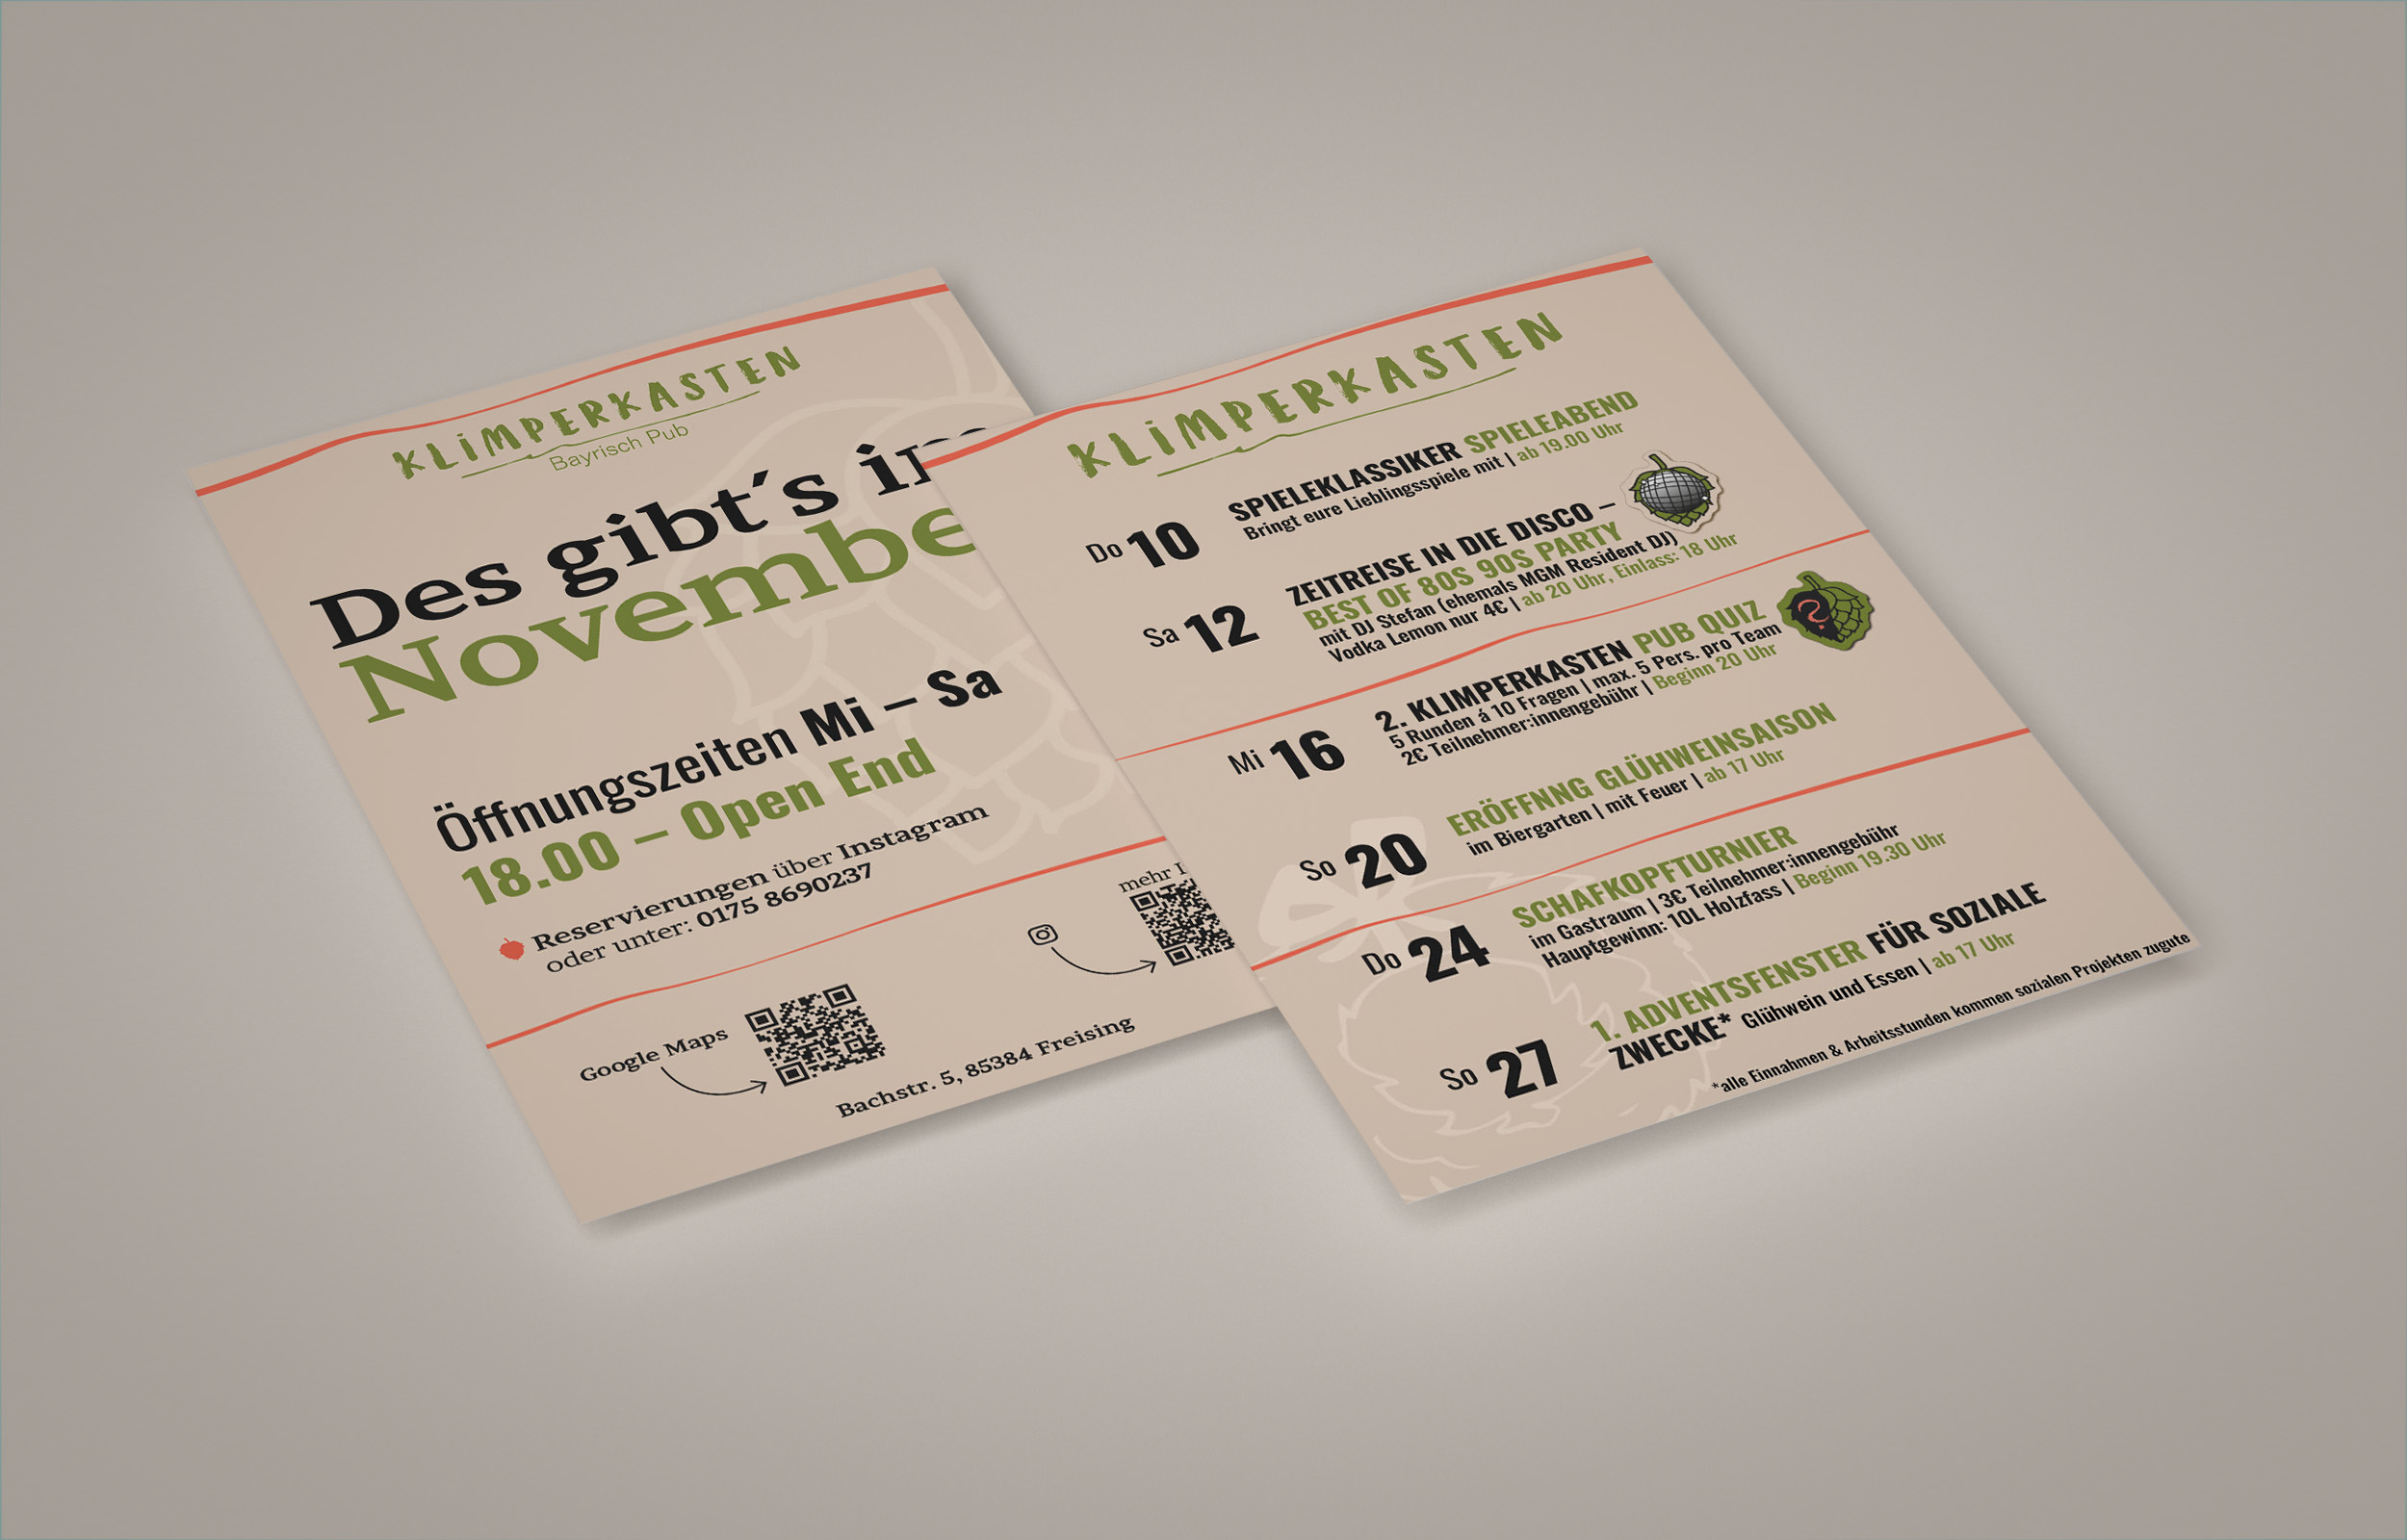 KLIMPERKASTEN
Bayrisch Pub
Des gibt´s im
Novembe
Öffnungszeiten Mi – Sa
18.00 – Open End
Reservierungen über Instagram
oder unter: 0175 8690237
mehr I
Google Maps
Bachstr. 5, 85384 Freising
KLIMPERKASTEN
Do 10
SPIELEKLASSIKER SPIELEABEND
Bringt eure Lieblingsspiele mit | ab 19.00 Uhr
Sa 12
ZEITREISE IN DIE DISCO –
BEST OF 80S 90S PARTY
mit DJ Stefan (ehemals MGM Resident DJ)
Vodka Lemon nur 4€ | ab 20 Uhr, Einlass: 18 Uhr
Mi 16
2. KLIMPERKASTEN PUB QUIZ
5 Runden á 10 Fragen | max. 5 Pers. pro Team
2€ Teilnehmer:innengebühr | Beginn 20 Uhr
?
So 20
ERÖFFNNG GLÜHWEINSAISON
im Biergarten | mit Feuer | ab 17 Uhr
Do 24
SCHAFKOPFTURNIER
im Gastraum | 3€ Teilnehmer:innengebühr
Hauptgewinn: 10L Holzfass | Beginn 19.30 Uhr
So 27
1. ADVENTSFENSTER FÜR SOZIALE
ZWECKE* Glühwein und Essen | ab 17 Uhr
*alle Einnahmen & Arbeitsstunden kommen sozialen Projekten zugute